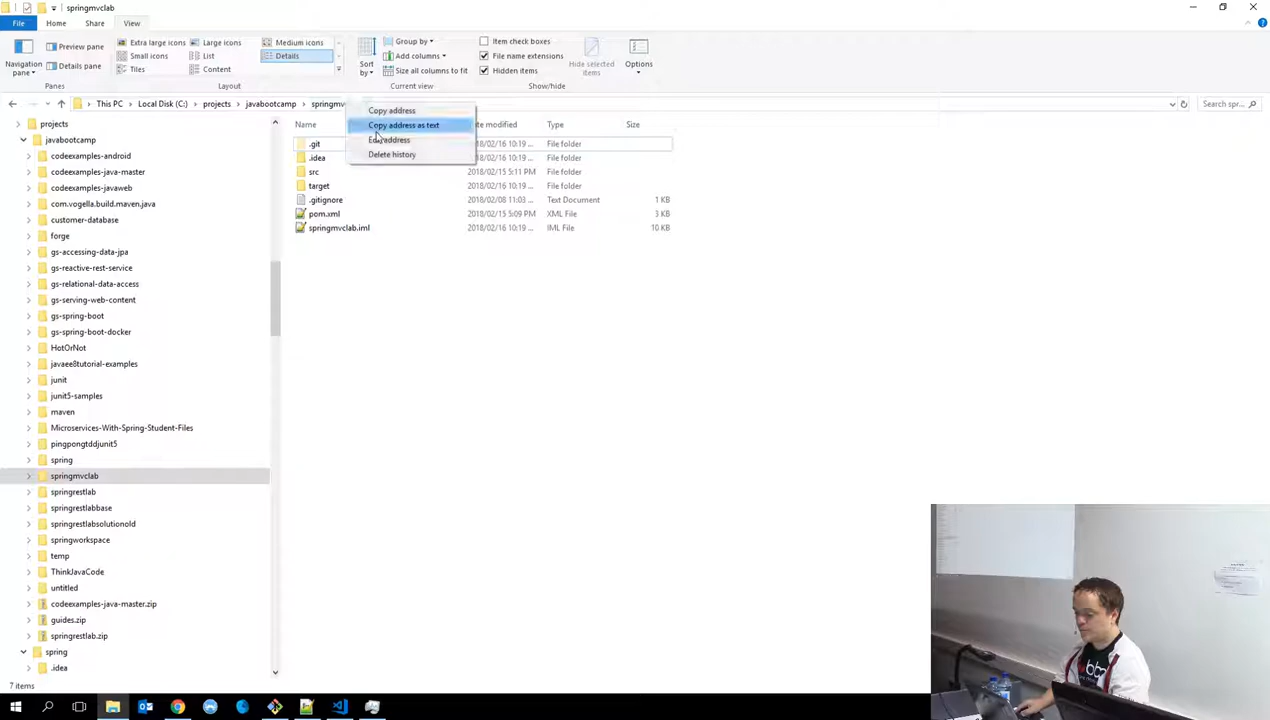 springmvclab
File Home Share View
Navigation pane
Preview pane
Details pane
Panes
Extra large icons Large icons Medium icons
Small icons List Details
Tiles Content
Layout
Sort by
Group by
Add columns
Size all columns to fit
Current view
Item check boxes
File name extensions
Hidden items
Hide selected items
Show/hide
Options
This PC Local Disk (C:) projects javabootcamp springmv
Search spr...
Copy address
Copy address as text
address
Delete history
Name modified Type Size
.git 2018/02/16 10:19 ... File folder
.idea 2018/02/16 10:19 ... File folder
src 2018/02/15 5:11 PM File folder
target 2018/02/16 10:19 ... File folder
.gitignore 2018/02/08 11:03 ... Text Document 1 KB
pom.xml 2018/02/15 5:09 PM XML File 3 KB
springmvclab.iml 2018/02/16 10:19 ... IML File 10 KB
projects
javabootcamp
codeexamples-android
codeexamples-java-master
codeexamples-javaweb
com.vogella.build.maven.java
customer-database
forge
gs-accessing-data-jpa
gs-reactive-rest-service
gs-relational-data-access
gs-serving-web-content
gs-spring-boot
gs-spring-boot-docker
HotOrNot
javaee8tutorial-examples
junit
junit5-samples
maven
Microservices-With-Spring-Student-Files
pingpongtddjunit5
spring
springmvclab
springrestlab
springrestlabbase
springrestlabsolutionold
springworkspace
temp
ThinkJavaCode
untitled
codeexamples-java-master.zip
guides.zip
springrestlab.zip
spring
.idea
7 items